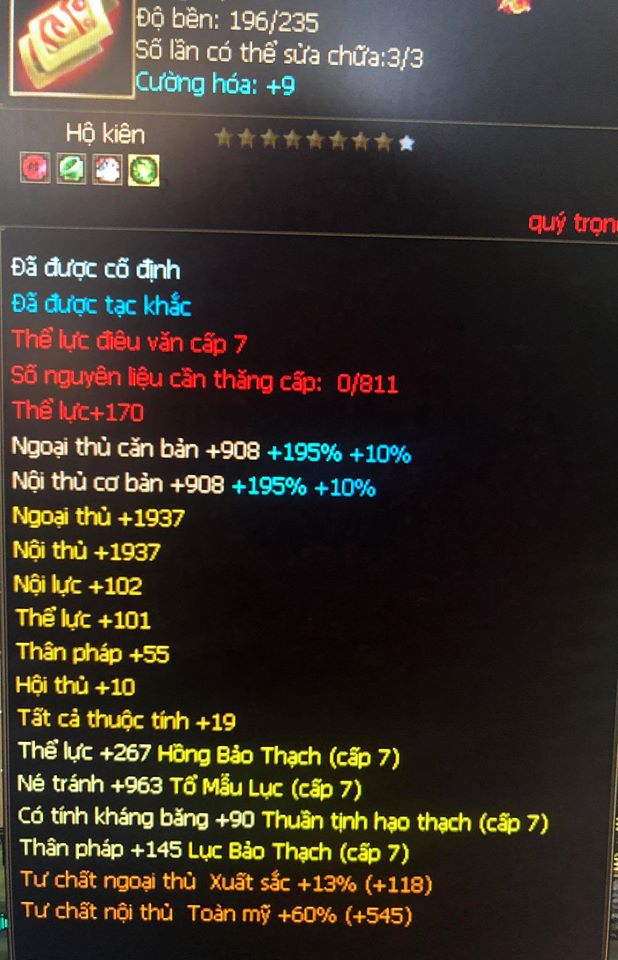 Độ bền: 196/235
Số lần có thể sửa chữa:3/3
Cường hóa: +9
Hộ kiên
quý trọn
Đã được cố định
Đã được tạc khắc
Thể lực điêu văn cấp 7
Số nguyên liệu cần thăng cấp: 0/811
Thể lực+170
Ngoại thủ căn bản +908 +195% +10%
Nội thủ cơ bản +908 +195% +10%
Ngoại thủ +1937
Nội thủ +1937
Nội lực +102
Thể lực +101
Thân pháp +55
Hội thủ +10
Tất cả thuộc tính +19
Thể lực +267 Hồng Bảo Thạch (cấp 7)
Né tránh +963 Tổ Mẫu Lục (cấp 7)
Có tính kháng băng +90 Thuần tịnh hạo thạch (cấp 7)
Thân pháp +145 Lục Bảo Thạch (cấp 7)
Tư chất ngoại thủ Xuất sắc +13% (+118)
Tư chất nội thủ Toàn mỹ +60% (+545)